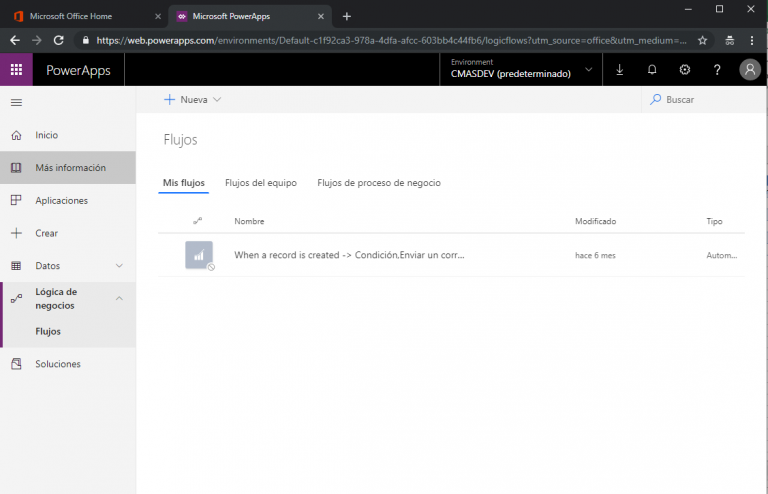 Microsoft Office Home
Microsoft PowerApps
https://web.powerapps.com/environments/Default-c1f92ca3-978a-4dfa-afcc-603bb4c44fb6/logicflows?utm_source=office&utm_medium=...
PowerApps
Environment
CMASDEV (predeterminado)
Nueva
Buscar
Inicio
Más información
Aplicaciones
Crear
Datos
Lógica de
negocios
Flujos
Soluciones
Flujos
Mis flujos
Flujos del equipo
Flujos de proceso de negocio
Nombre
Modificado
Tipo
When a record is created -> Condición,Enviar un corr...
hace 6 mes
Autom...